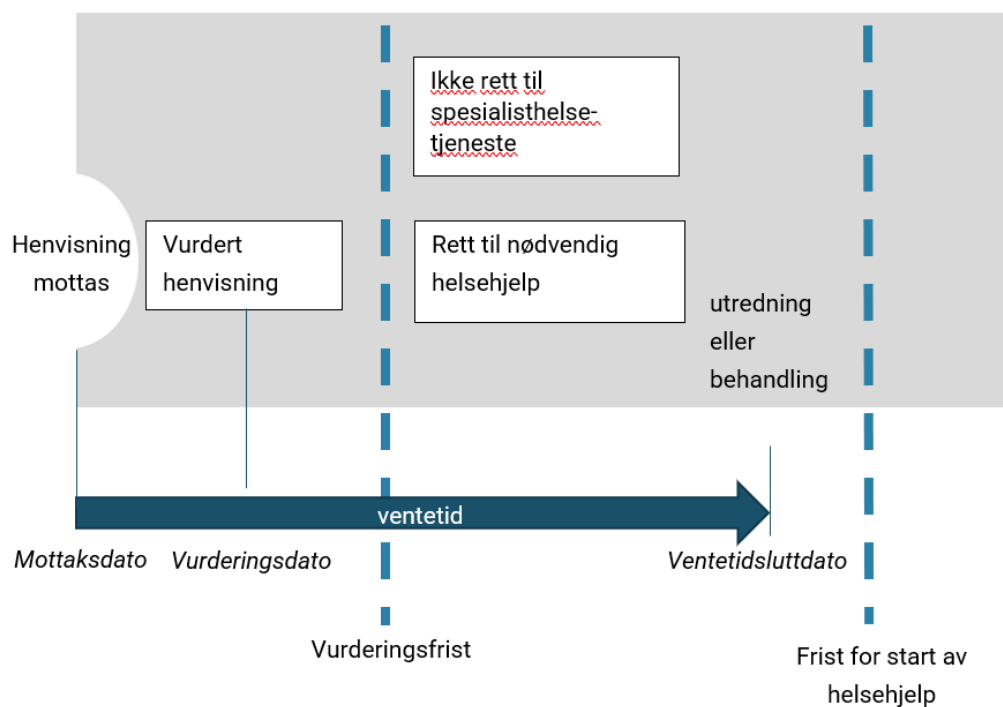 Ikke rett til
spesialisthelse-
tjeneste
Henvisning
mottas
Vurdert
henvisning
Rett til nødvendig
helsehjelp
utredning
eller
behandling
ventetid
Mottaksdato
Vurderingsdato
Ventetidsluttdato
Vurderingsfrist
Frist for start av
helsehjelp